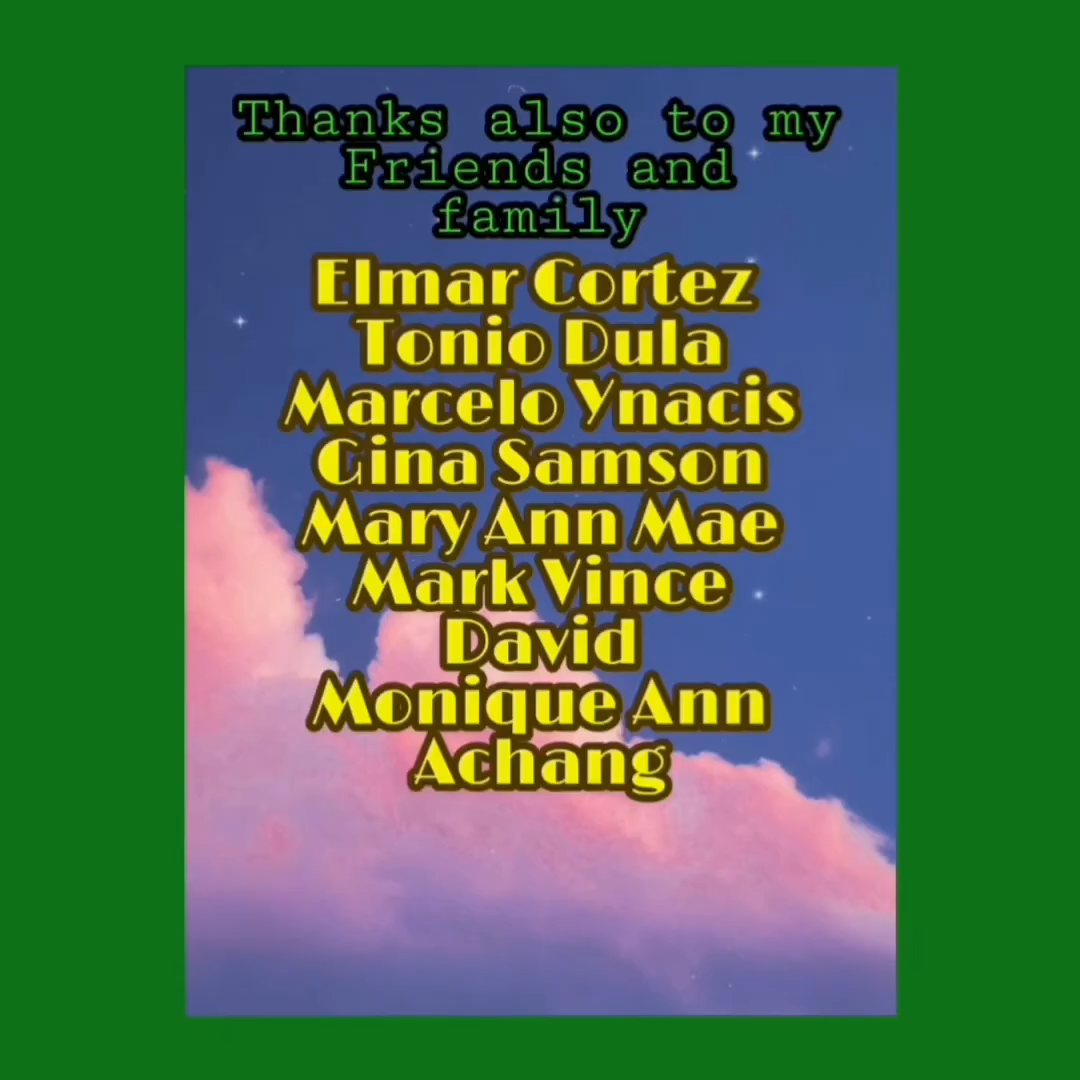 Thanks also to my
Friends and
family
Elmar Cortez
Tonio Dula
Marcelo Ynacis
Gina Samson
Mary Ann Mae
Mark Vince
David
Monique Ann
Achang